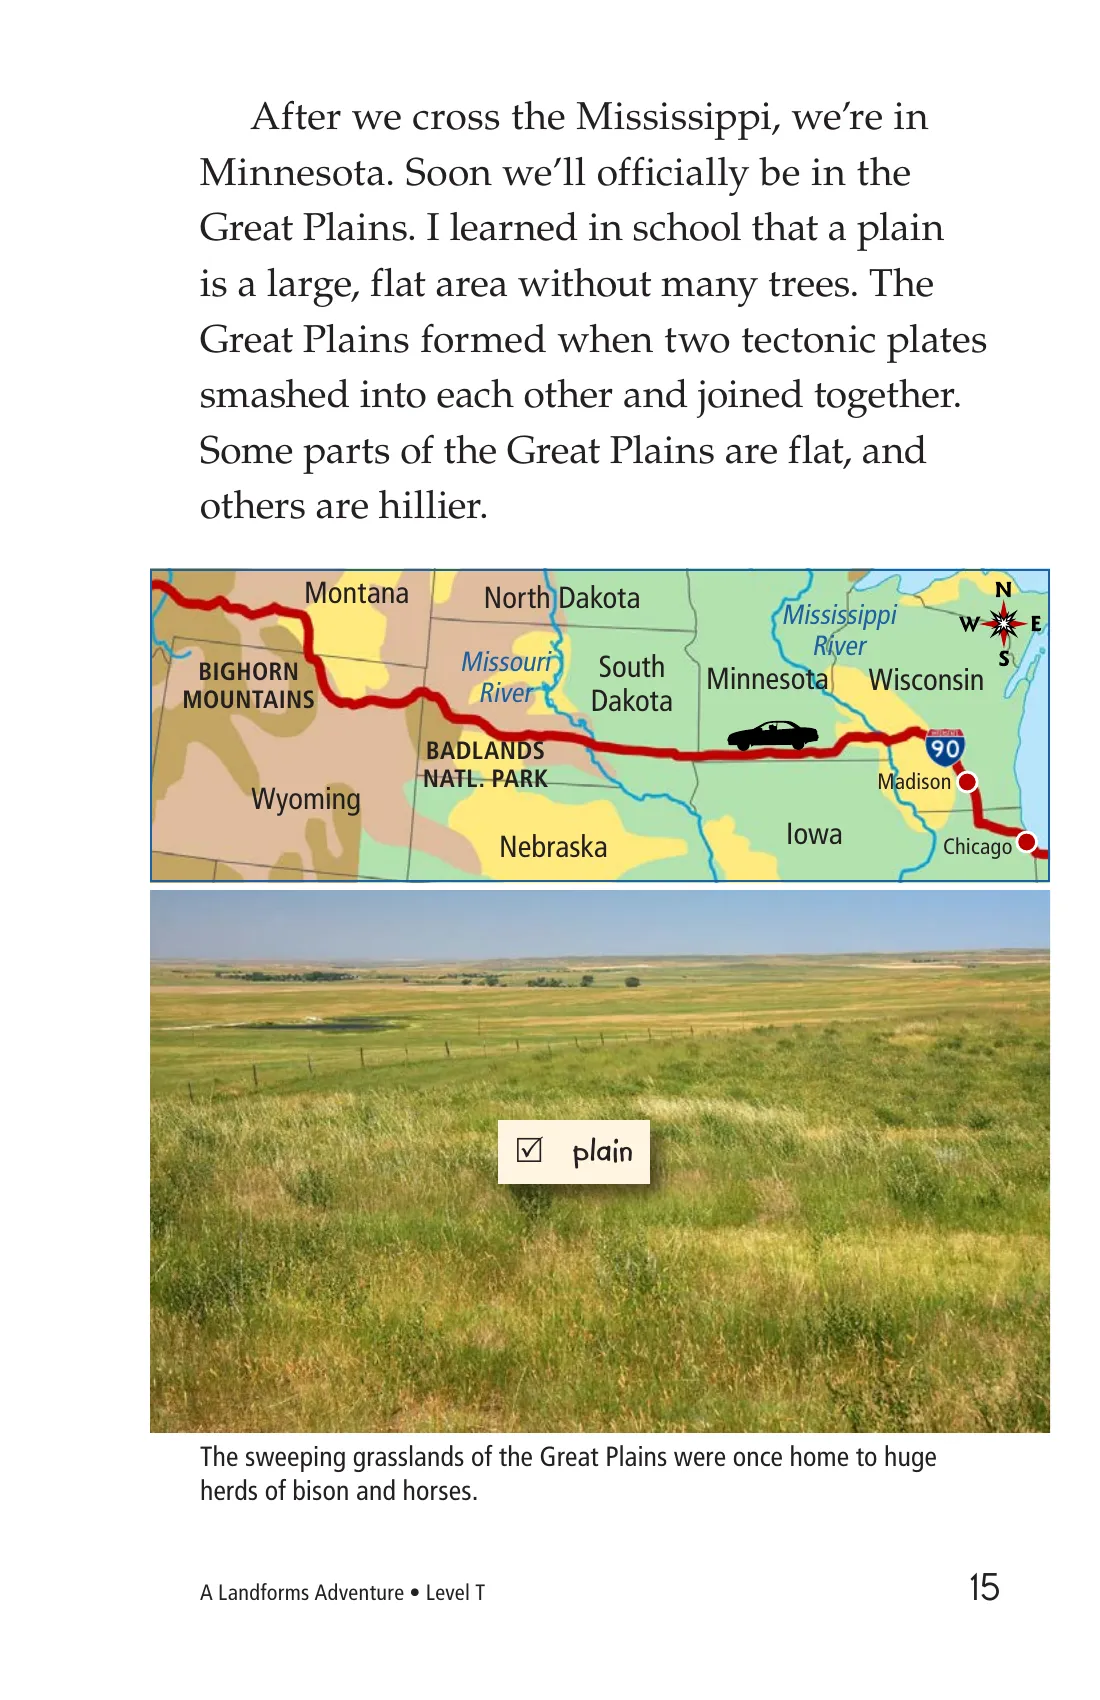 After we cross the Mississippi, we’re in
Minnesota. Soon we’ll officially be in the
Great Plains. I learned in school that a plain
is a large, flat area without many trees. The
Great Plains formed when two tectonic plates
smashed into each other and joined together.
Some parts of the Great Plains are flat, and
others are hillier.
Montana
North Dakota
Mississippi
River
N
W
E
S
BIGHORN
MOUNTAINS
Missouri
River
South
Dakota
Minnesota
Wisconsin
BADLANDS
NATL. PARK
90
Madison
Wyoming
Nebraska
Iowa
Chicago
☑ plain
The sweeping grasslands of the Great Plains were once home to huge
herds of bison and horses.
A Landforms Adventure • Level T
15